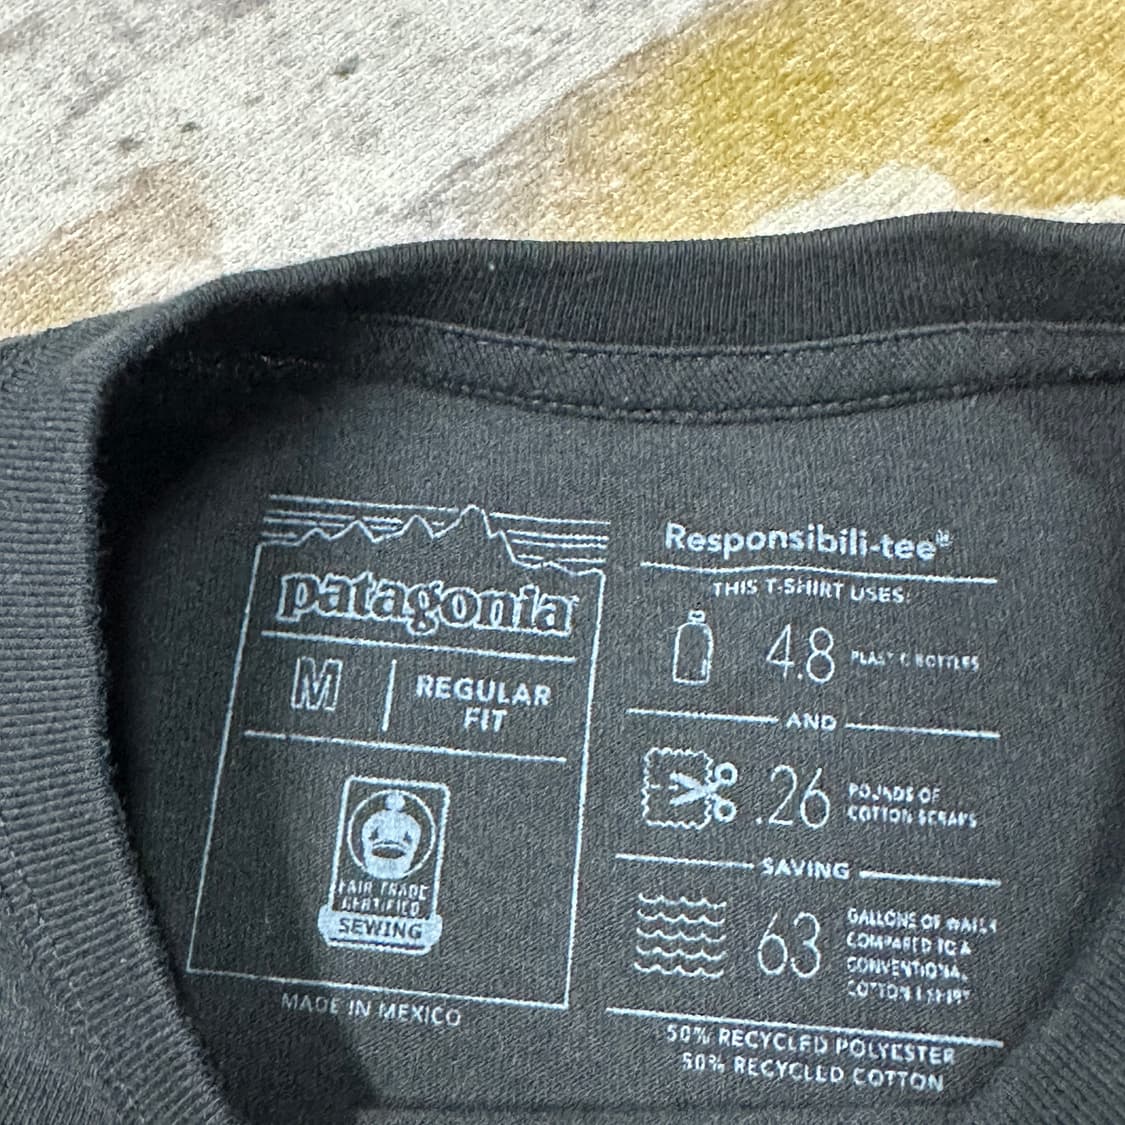 patagonia
M
REGULAR
FIT
FAIR TRADE
CERTIFIED
SEWING
MADE IN MEXICO
Responsibili-tee®
THIS T-SHIRT USES:
4.8 PLASTIC BOTTLES
AND
.26 POUNDS OF
COTTON SCRAPS
SAVING
63 GALLONS OF WATER
COMPARED TO A
CONVENTIONAL
COTTON T-SHIRT
50% RECYCLED POLYESTER
50% RECYCLED COTTON